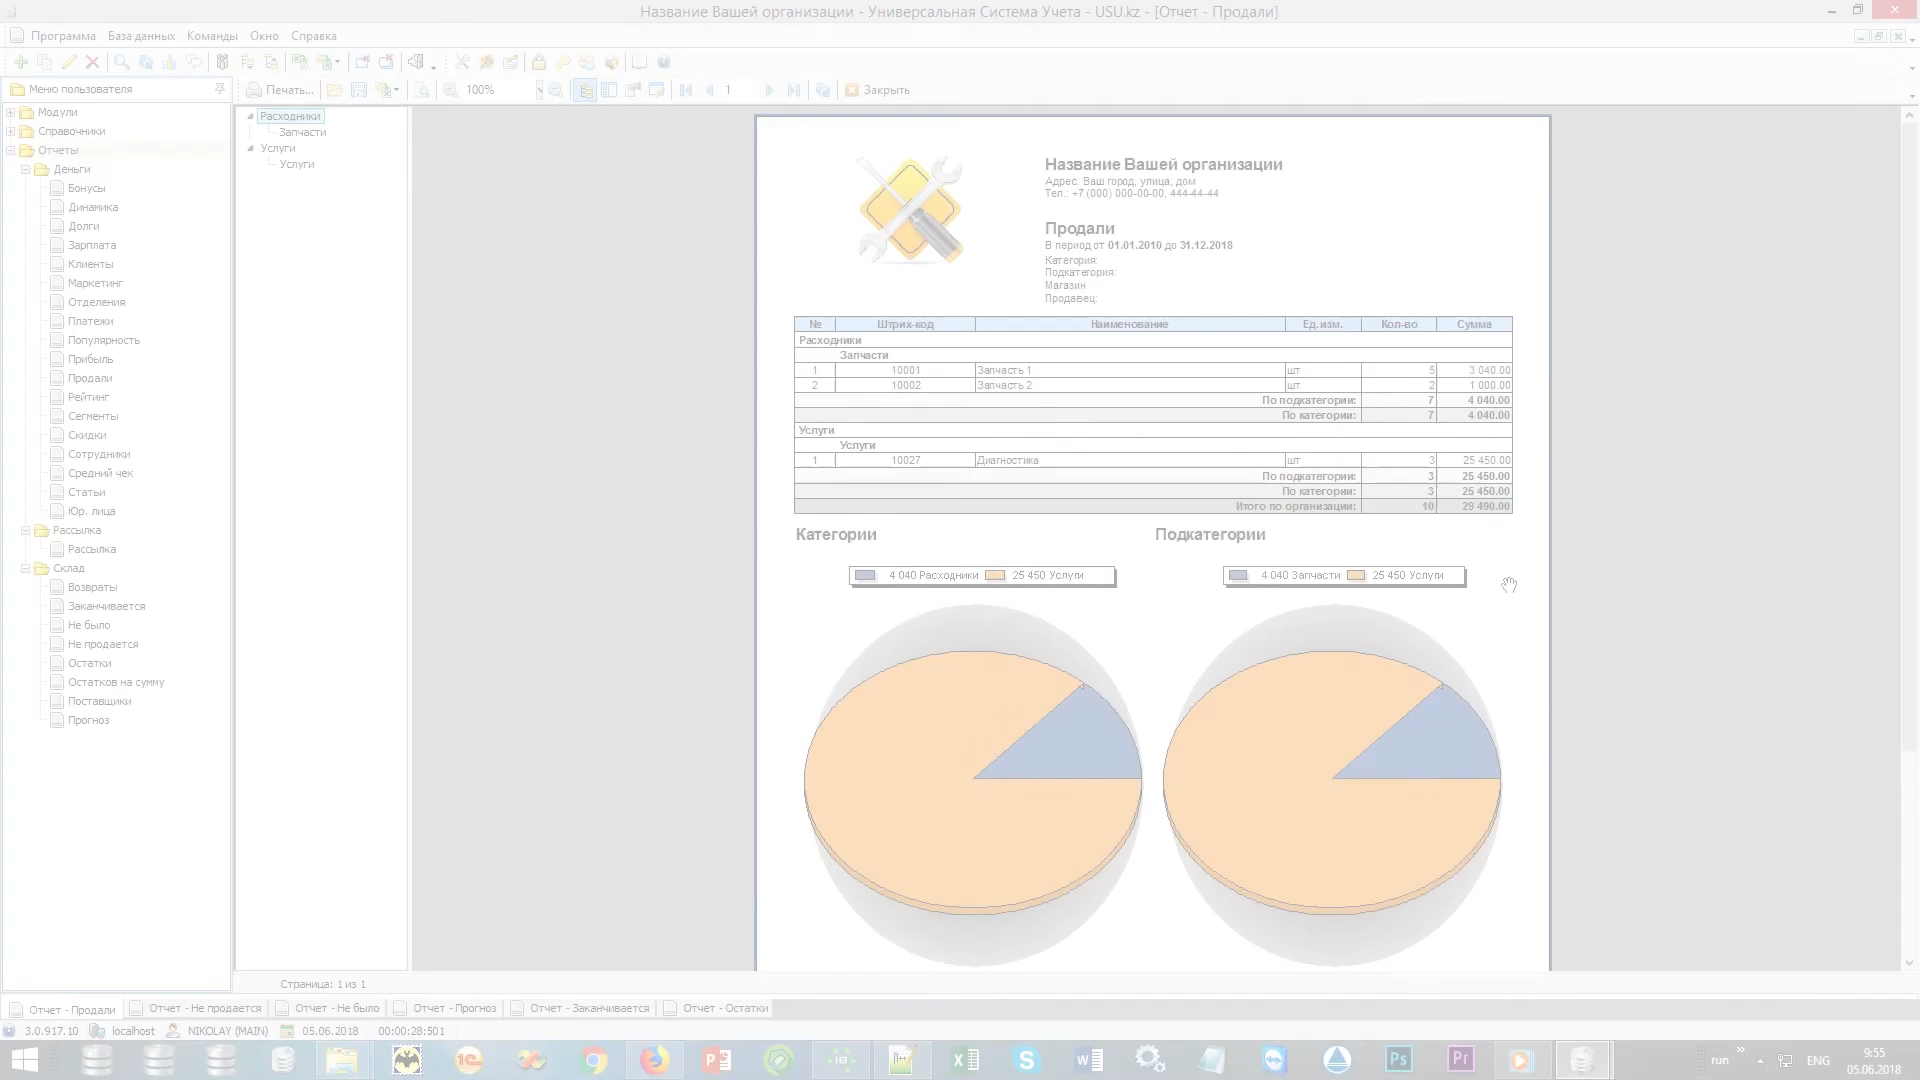 Название Вашей организации - Универсальная Система Учета - USU.kz - [Отчет - Продали]
Программа База данных Команды Окно Справка
Меню пользователя
Печать... 100% 1 Закрыть
Модули
Справочники
Отчеты
Деньги
Бонусы
Динамика
Долги
Зарплата
Клиенты
Маркетинг
Отделения
Платежи
Популярность
Прибыль
Продали
Рейтинг
Сегменты
Скидки
Сотрудники
Средний чек
Статьи
Юр. лица
Рассылка
Рассылка
Склад
Возвраты
Заканчивается
Не было
Не продается
Остатки
Остатков на сумму
Поставщики
Прогноз
Расходники
Запчасти
Услуги
Услуги
Название Вашей организации
Адрес: Ваш город, улица, дом
Тел.: +7 (000) 000-00-00, 444-44-44
Продали
В период от 01.01.2010 до 31.12.2018
Категория:
Подкатегория:
Магазин
Продавец:
№ Штрих-код Наименование Ед. изм. Кол-во Сумма
Расходники
Запчасти
1 10001 Запчасть 1 шт 5 3 040.00
2 10002 Запчасть 2 шт 2 1 000.00
По подкатегории: 7 4 040.00
По категории: 7 4 040.00
Услуги
Услуги
1 10027 Диагностика шт 3 25 450.00
По подкатегории: 3 25 450.00
По категории: 3 25 450.00
Итого по организации: 10 29 490.00
Категории Подкатегории
4 040 Расходники 25 450 Услуги
4 040 Запчасти 25 450 Услуги
Страница: 1 из 1
Отчет - Продали Отчет - Не продается Отчет - Не было Отчет - Прогноз Отчет - Заканчивается Отчет - Остатки
3.0.917.10 localhost NIKOLAY (MAIN) 05.06.2018 00:00:28:501
run ENG 9:55
05.06.2018